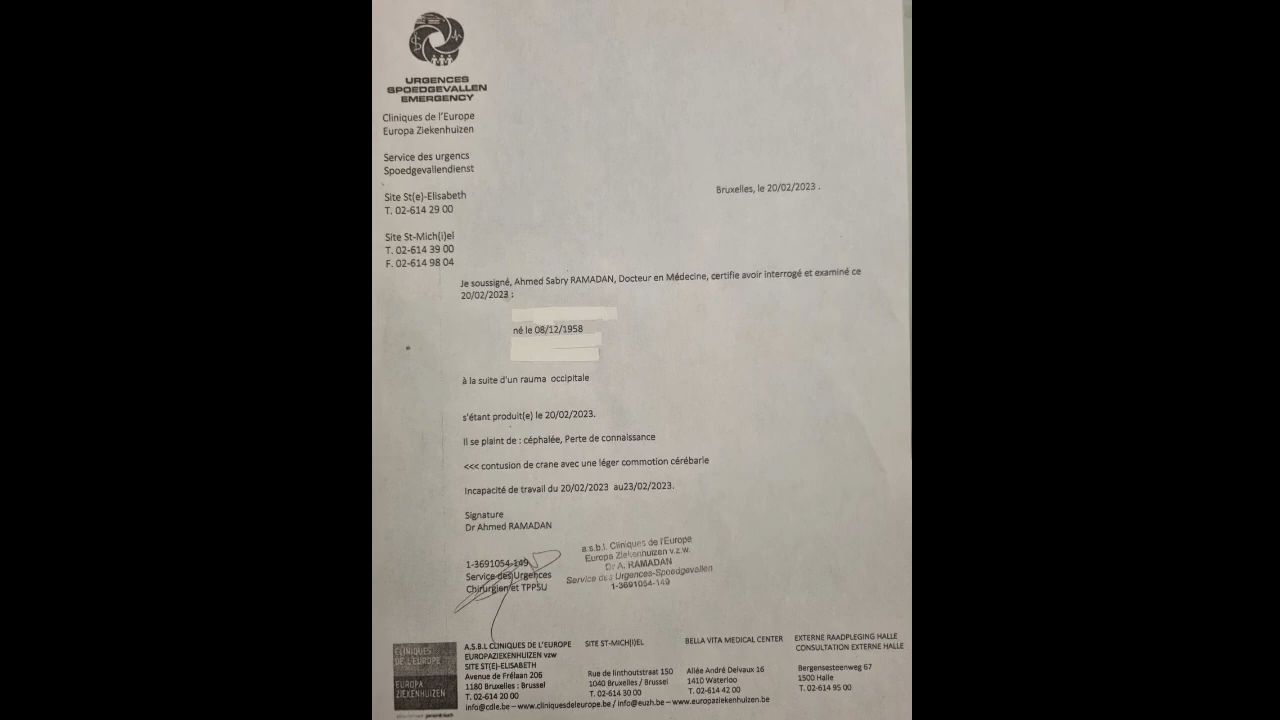 URGENCES
SPOEDGEVALLEN
EMERGENCY
Cliniques de l'Europe
Europa Ziekenhuizen
Service des urgencs
Spoedgevallendienst
Site St(e)-Elisabeth
T. 02-614 29 00
Site St-Mich(i)el
T. 02-614 39 00
F. 02-614 98 04
Bruxelles, le 20/02/2023 .
Je soussigné, Ahmed Sabry RAMADAN, Docteur en Médecine, certifie avoir interrogé et examiné ce
20/02/2023 :
né le 08/12/1958
à la suite d'un rauma occipitale
s'étant produit(e) le 20/02/2023.
Il se plaint de : céphalée, Perte de connaissance
<<< contusion de crane avec une léger commotion cérébarle
Incapacité de travail du 20/02/2023 au23/02/2023.
Signature
Dr Ahmed RAMADAN
1-3691054-149
Service des Urgences
Chirurgien et TPPSU
a.s.b.l. Cliniques de l'Europe
Europa Ziekenhuizen v.z.w.
Dr A. RAMADAN
Service des Urgences-Spoedgevallen
1-3691054-149
CLINIQUES
DE L'EUROPE
EUROPA
ZIEKENHUIZEN
A.S.B.L CLINIQUES DE L'EUROPE
EUROPAZIEKENHUIZEN vzw
SITE ST(E)-ELISABETH
Avenue de Frélaan 206
1180 Bruxelles : Brussel
T. 02-614 20 00
SITE ST-MICH(I)EL
Rue de linthoutstraat 150
1040 Bruxelles / Brussel
T. 02-614 30 00
BELLA VITA MEDICAL CENTER
Allée André Delvaux 16
1410 Waterloo
T. 02-614 42 00
EXTERNE RAADPLEGING HALLE
CONSULTATION EXTERNE HALLE
Bergensesteenweg 67
1500 Halle
T. 02-614 95 00
info@cdle.be – www.cliniquesdeleurope.be / info@euzh.be – www.europaziekenhuizen.be